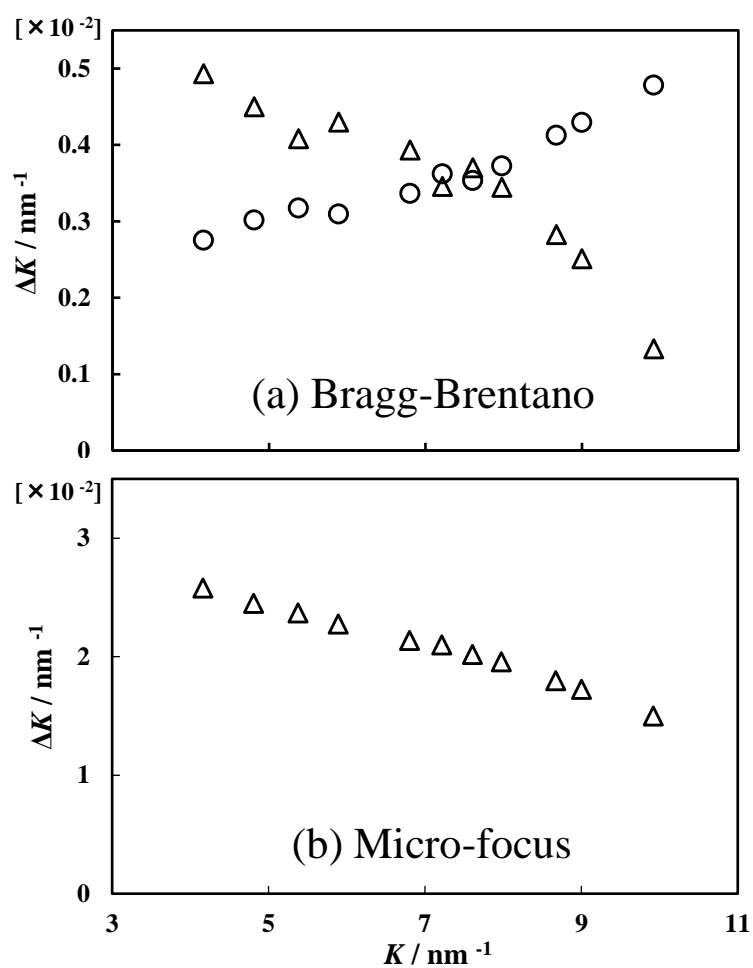 [×10 -2]
0.5
0.4
0.3
0.2
0.1
0
ΔK / nm -1
(a) Bragg-Brentano
[×10 -2]
3
2
1
0
ΔK / nm -1
(b) Micro-focus
3 5 7 9 11
K / nm -1